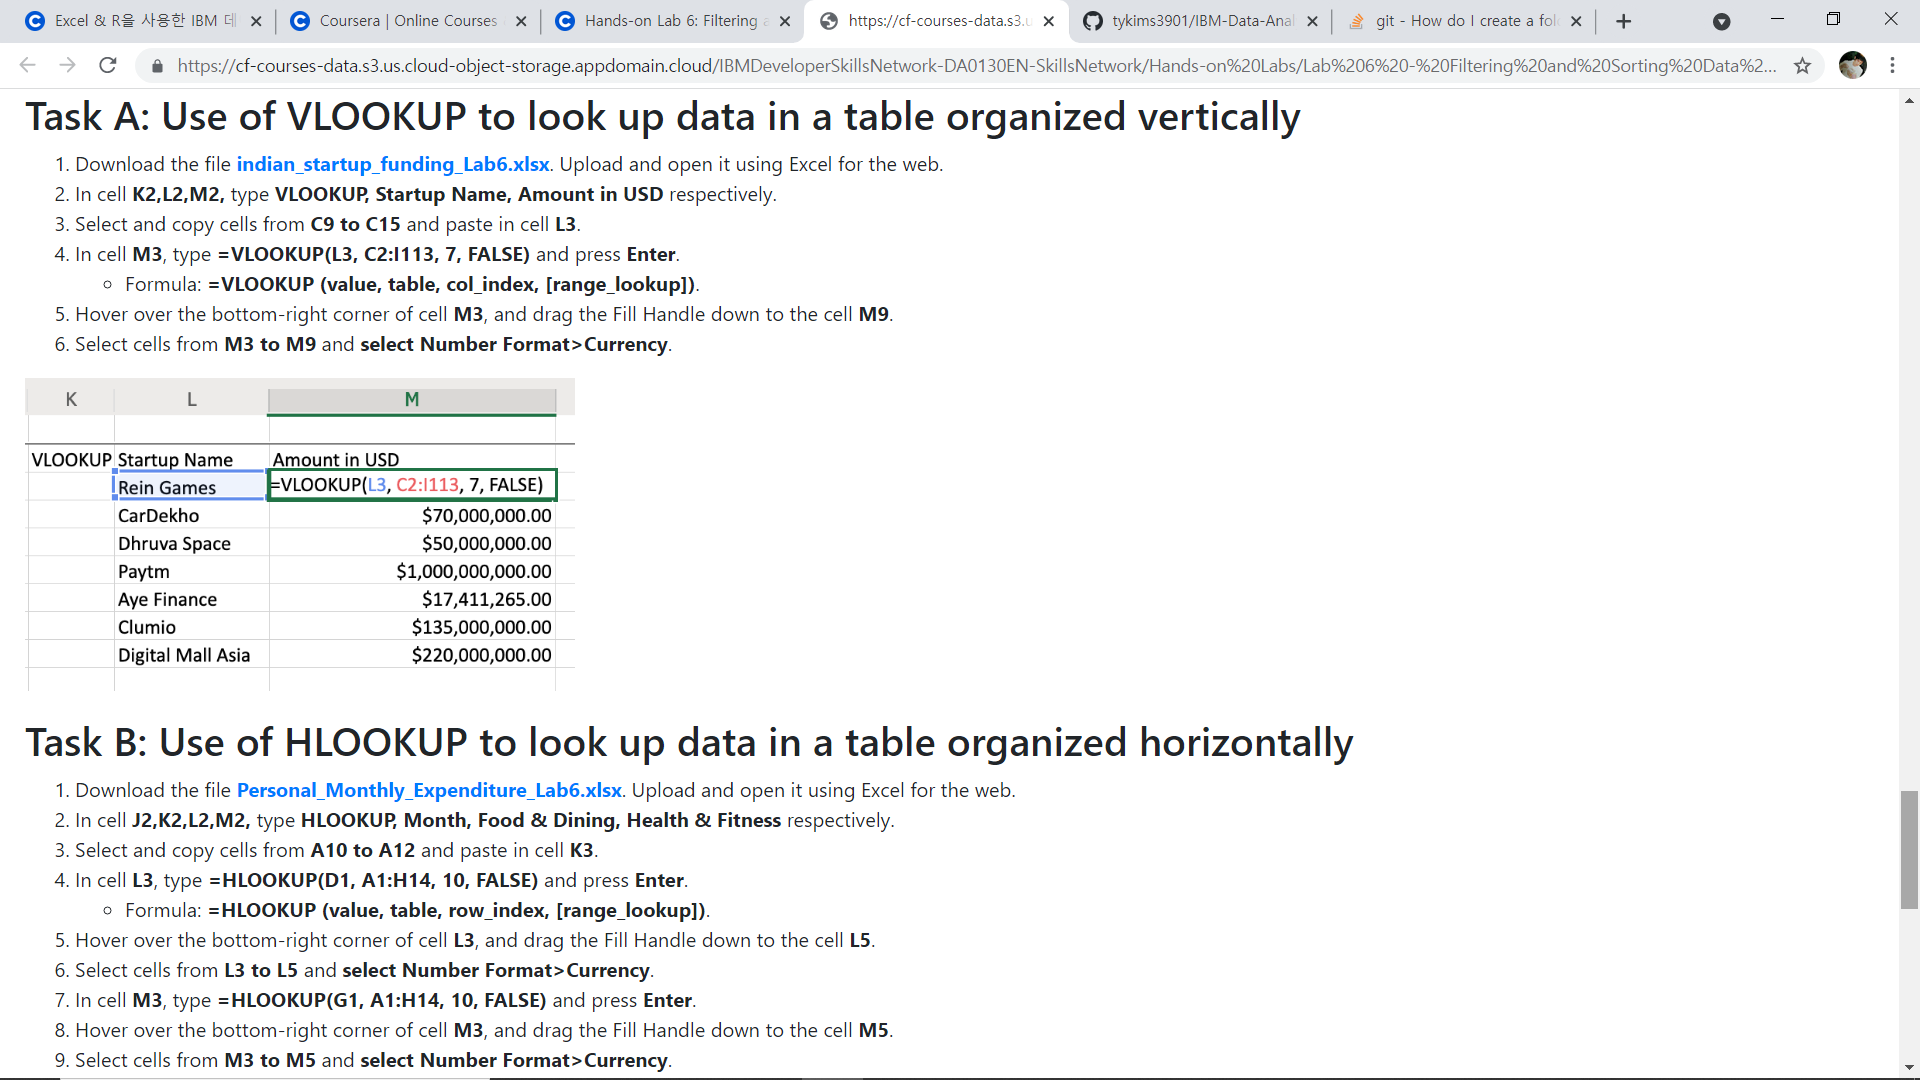 Excel & R을 사용한 IBM 데
Coursera | Online Courses
Hands-on Lab 6: Filtering a
https://cf-courses-data.s3.u
tykims3901/IBM-Data-Anal
git - How do I create a fol
https://cf-courses-data.s3.us.cloud-object-storage.appdomain.cloud/IBMDeveloperSkillsNetwork-DA0130EN-SkillsNetwork/Hands-on%20Labs/Lab%206%20-%20Filtering%20and%20Sorting%20Data%2...
Task A: Use of VLOOKUP to look up data in a table organized vertically
1. Download the file indian_startup_funding_Lab6.xlsx. Upload and open it using Excel for the web.
2. In cell K2,L2,M2, type VLOOKUP, Startup Name, Amount in USD respectively.
3. Select and copy cells from C9 to C15 and paste in cell L3.
4. In cell M3, type =VLOOKUP(L3, C2:I113, 7, FALSE) and press Enter.
○ Formula: =VLOOKUP (value, table, col_index, [range_lookup]).
5. Hover over the bottom-right corner of cell M3, and drag the Fill Handle down to the cell M9.
6. Select cells from M3 to M9 and select Number Format>Currency.
K L M
VLOOKUP Startup Name Amount in USD
Rein Games =VLOOKUP(L3, C2:I113, 7, FALSE)
CarDekho $70,000,000.00
Dhruva Space $50,000,000.00
Paytm $1,000,000,000.00
Aye Finance $17,411,265.00
Clumio $135,000,000.00
Digital Mall Asia $220,000,000.00
Task B: Use of HLOOKUP to look up data in a table organized horizontally
1. Download the file Personal_Monthly_Expenditure_Lab6.xlsx. Upload and open it using Excel for the web.
2. In cell J2,K2,L2,M2, type HLOOKUP, Month, Food & Dining, Health & Fitness respectively.
3. Select and copy cells from A10 to A12 and paste in cell K3.
4. In cell L3, type =HLOOKUP(D1, A1:H14, 10, FALSE) and press Enter.
○ Formula: =HLOOKUP (value, table, row_index, [range_lookup]).
5. Hover over the bottom-right corner of cell L3, and drag the Fill Handle down to the cell L5.
6. Select cells from L3 to L5 and select Number Format>Currency.
7. In cell M3, type =HLOOKUP(G1, A1:H14, 10, FALSE) and press Enter.
8. Hover over the bottom-right corner of cell M3, and drag the Fill Handle down to the cell M5.
9. Select cells from M3 to M5 and select Number Format>Currency.